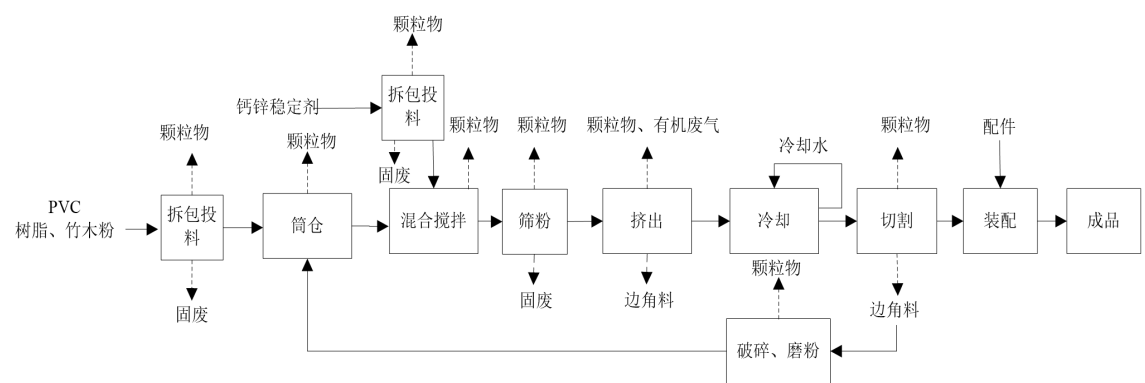 颗粒物
钙锌稳定剂
拆包投
料
固废
颗粒物
颗粒物
颗粒物
颗粒物
颗粒物、有机废气
冷却水
颗粒物
配件
PVC
树脂、竹木粉
拆包投
料
筒仓
混合搅拌
筛粉
挤出
冷却
切割
装配
成品
固废
固废
边角料
颗粒物
边角料
破碎、磨粉